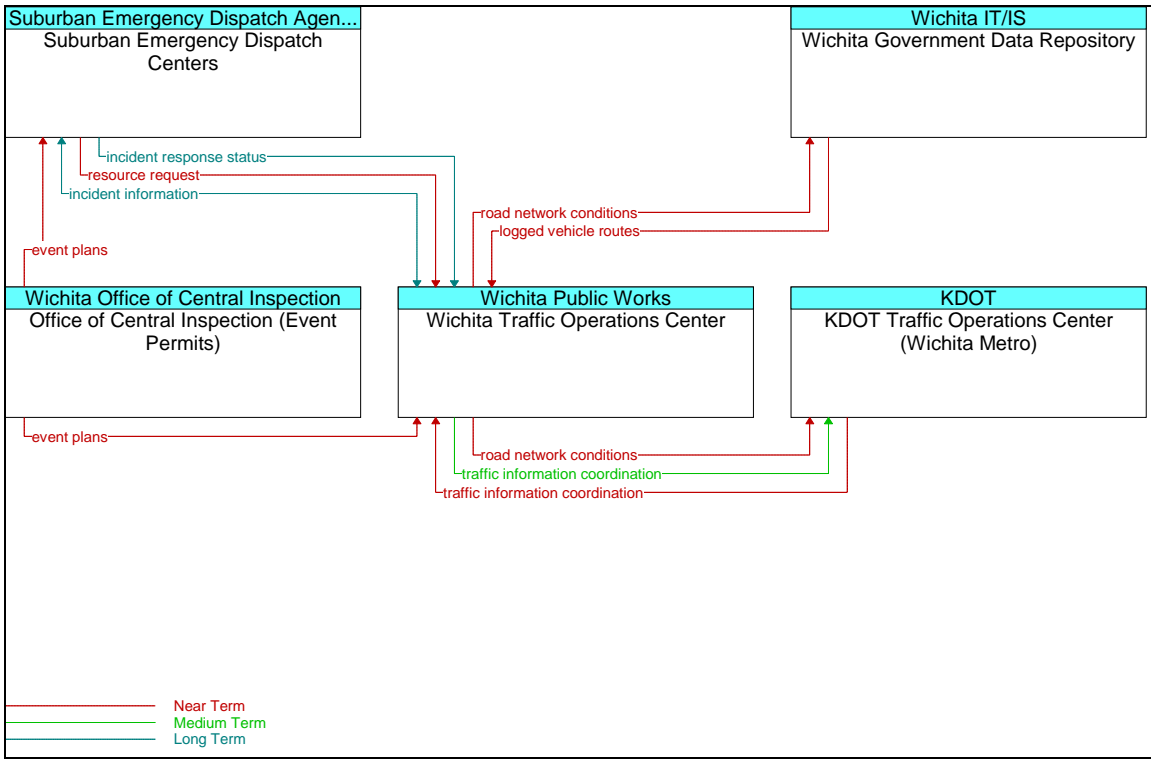 Suburban Emergency Dispatch Agen...
Suburban Emergency Dispatch
Centers
Wichita IT/IS
Wichita Government Data Repository
incident response status
resource request
incident information
road network conditions
logged vehicle routes
event plans
Wichita Office of Central Inspection
Office of Central Inspection (Event
Permits)
Wichita Public Works
Wichita Traffic Operations Center
KDOT
KDOT Traffic Operations Center
(Wichita Metro)
event plans
road network conditions
traffic information coordination
traffic information coordination
Near Term
Medium Term
Long Term